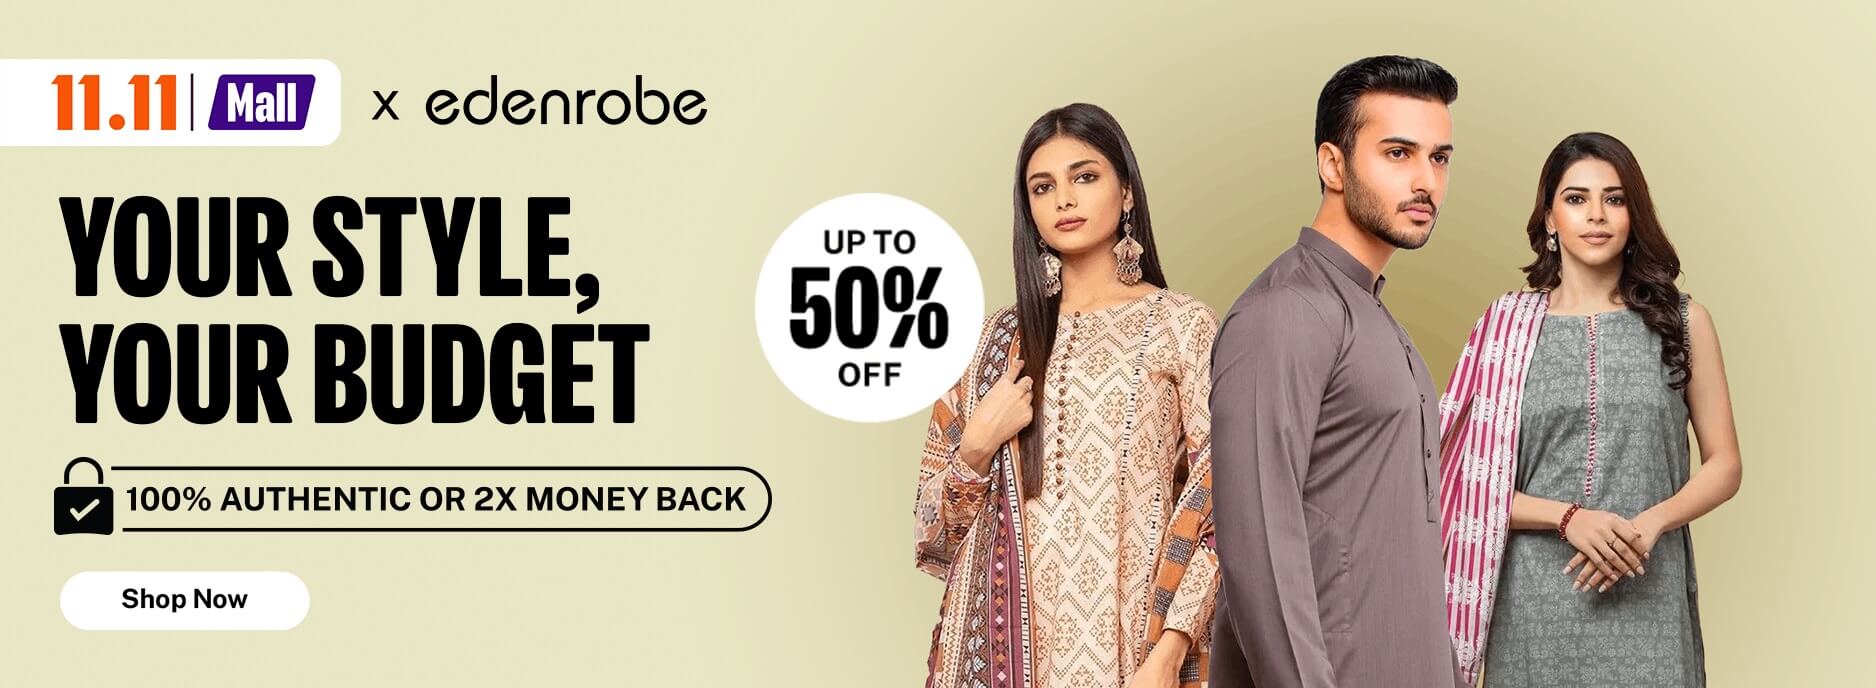 11.11 | Mall x edenrobe
YOUR STYLE,
YOUR BUDGET
UP TO
50%
OFF
100% AUTHENTIC OR 2X MONEY BACK
Shop Now